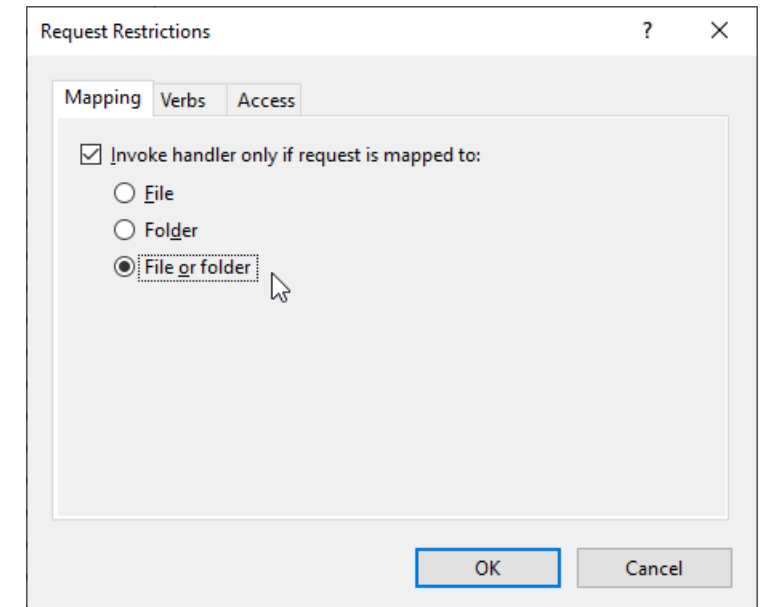 Request Restrictions ?
Mapping Verbs Access
Invoke handler only if request is mapped to:
File
Folder
File or folder
OK Cancel